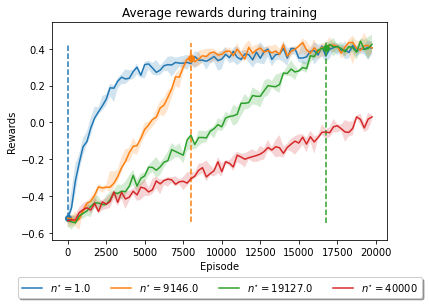 Average rewards during training
Rewards
0.4
0.2
0.0
−0.2
−0.4
−0.6
0 2500 5000 7500 10000 12500 15000 17500 20000
Episode
n* = 1.0 n* = 9146.0 n* = 19127.0 n* = 40000